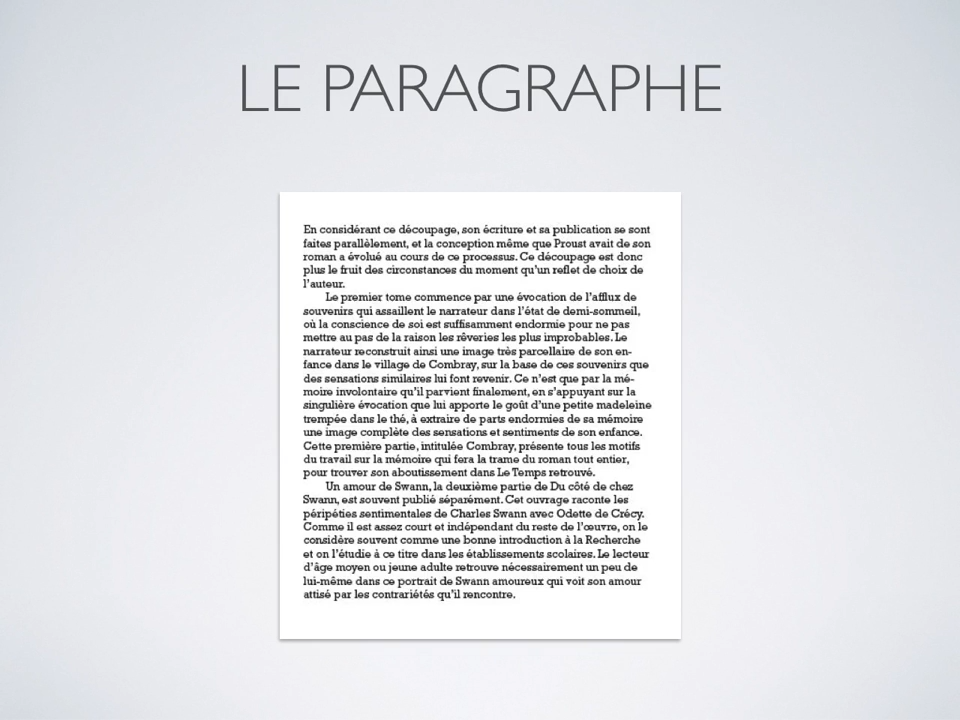 LE PARAGRAPHE
En considérant ce découpage, son écriture et sa publication se sont
faites parallèlement, et la conception même que Proust avait de son
roman a évolué au cours de ce processus. Ce découpage est donc
plus le fruit des circonstances du moment qu'un reflet de choix de
l'auteur.
Le premier tome commence par une évocation de l'afflux de
souvenirs qui assaillent le narrateur dans l'état de demi-sommeil,
où la conscience de soi est suffisamment endormie pour ne pas
mettre au pas de la raison les rêveries les plus improbables. Le
narrateur reconstruit ainsi une image très parcellaire de son en-
fance dans le village de Combray, sur la base de ces souvenirs que
des sensations similaires lui font revenir. Ce n'est que par la mé-
moire involontaire qu'il parvient finalement, en s'appuyant sur la
singulière évocation que lui apporte le goût d'une petite madeleine
trempée dans le thé, à extraire de parts endormies de sa mémoire
une image complète des sensations et sentiments de son enfance.
Cette première partie, intitulée Combray, présente tous les motifs
du travail sur la mémoire qui fera la trame du roman tout entier,
pour trouver son aboutissement dans Le Temps retrouvé.
Un amour de Swann, la deuxième partie de Du côté de chez
Swann, est souvent publié séparément. Cet ouvrage raconte les
péripéties sentimentales de Charles Swann avec Odette de Crécy.
Comme il est assez court et indépendant du reste de l'œuvre, on le
considère souvent comme une bonne introduction à la Recherche
et on l'étudie à ce titre dans les établissements scolaires. Le lecteur
d'âge moyen ou jeune adulte retrouve nécessairement un peu de
lui-même dans ce portrait de Swann amoureux qui voit son amour
attisé par les contrariétés qu'il rencontre.